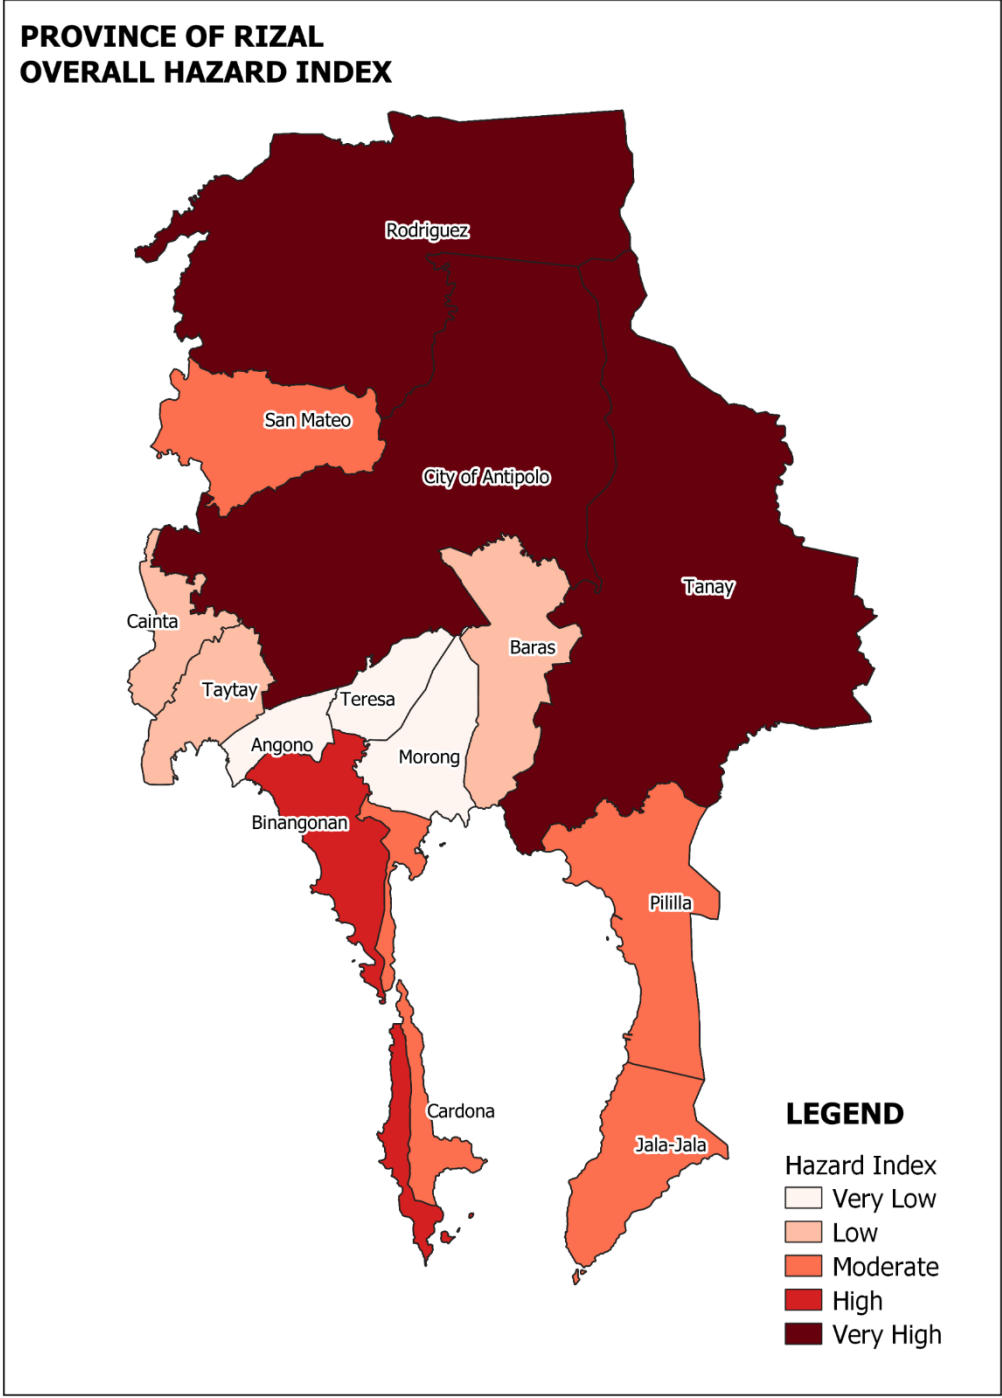 PROVINCE OF RIZAL
OVERALL HAZARD INDEX
Rodriguez
San Mateo
City of Antipolo
Tanay
Cainta
Baras
Taytay
Teresa
Angono
Morong
Binangonan
Pililla
Cardona
Jala-Jala
LEGEND
Hazard Index
Very Low
Low
Moderate
High
Very High